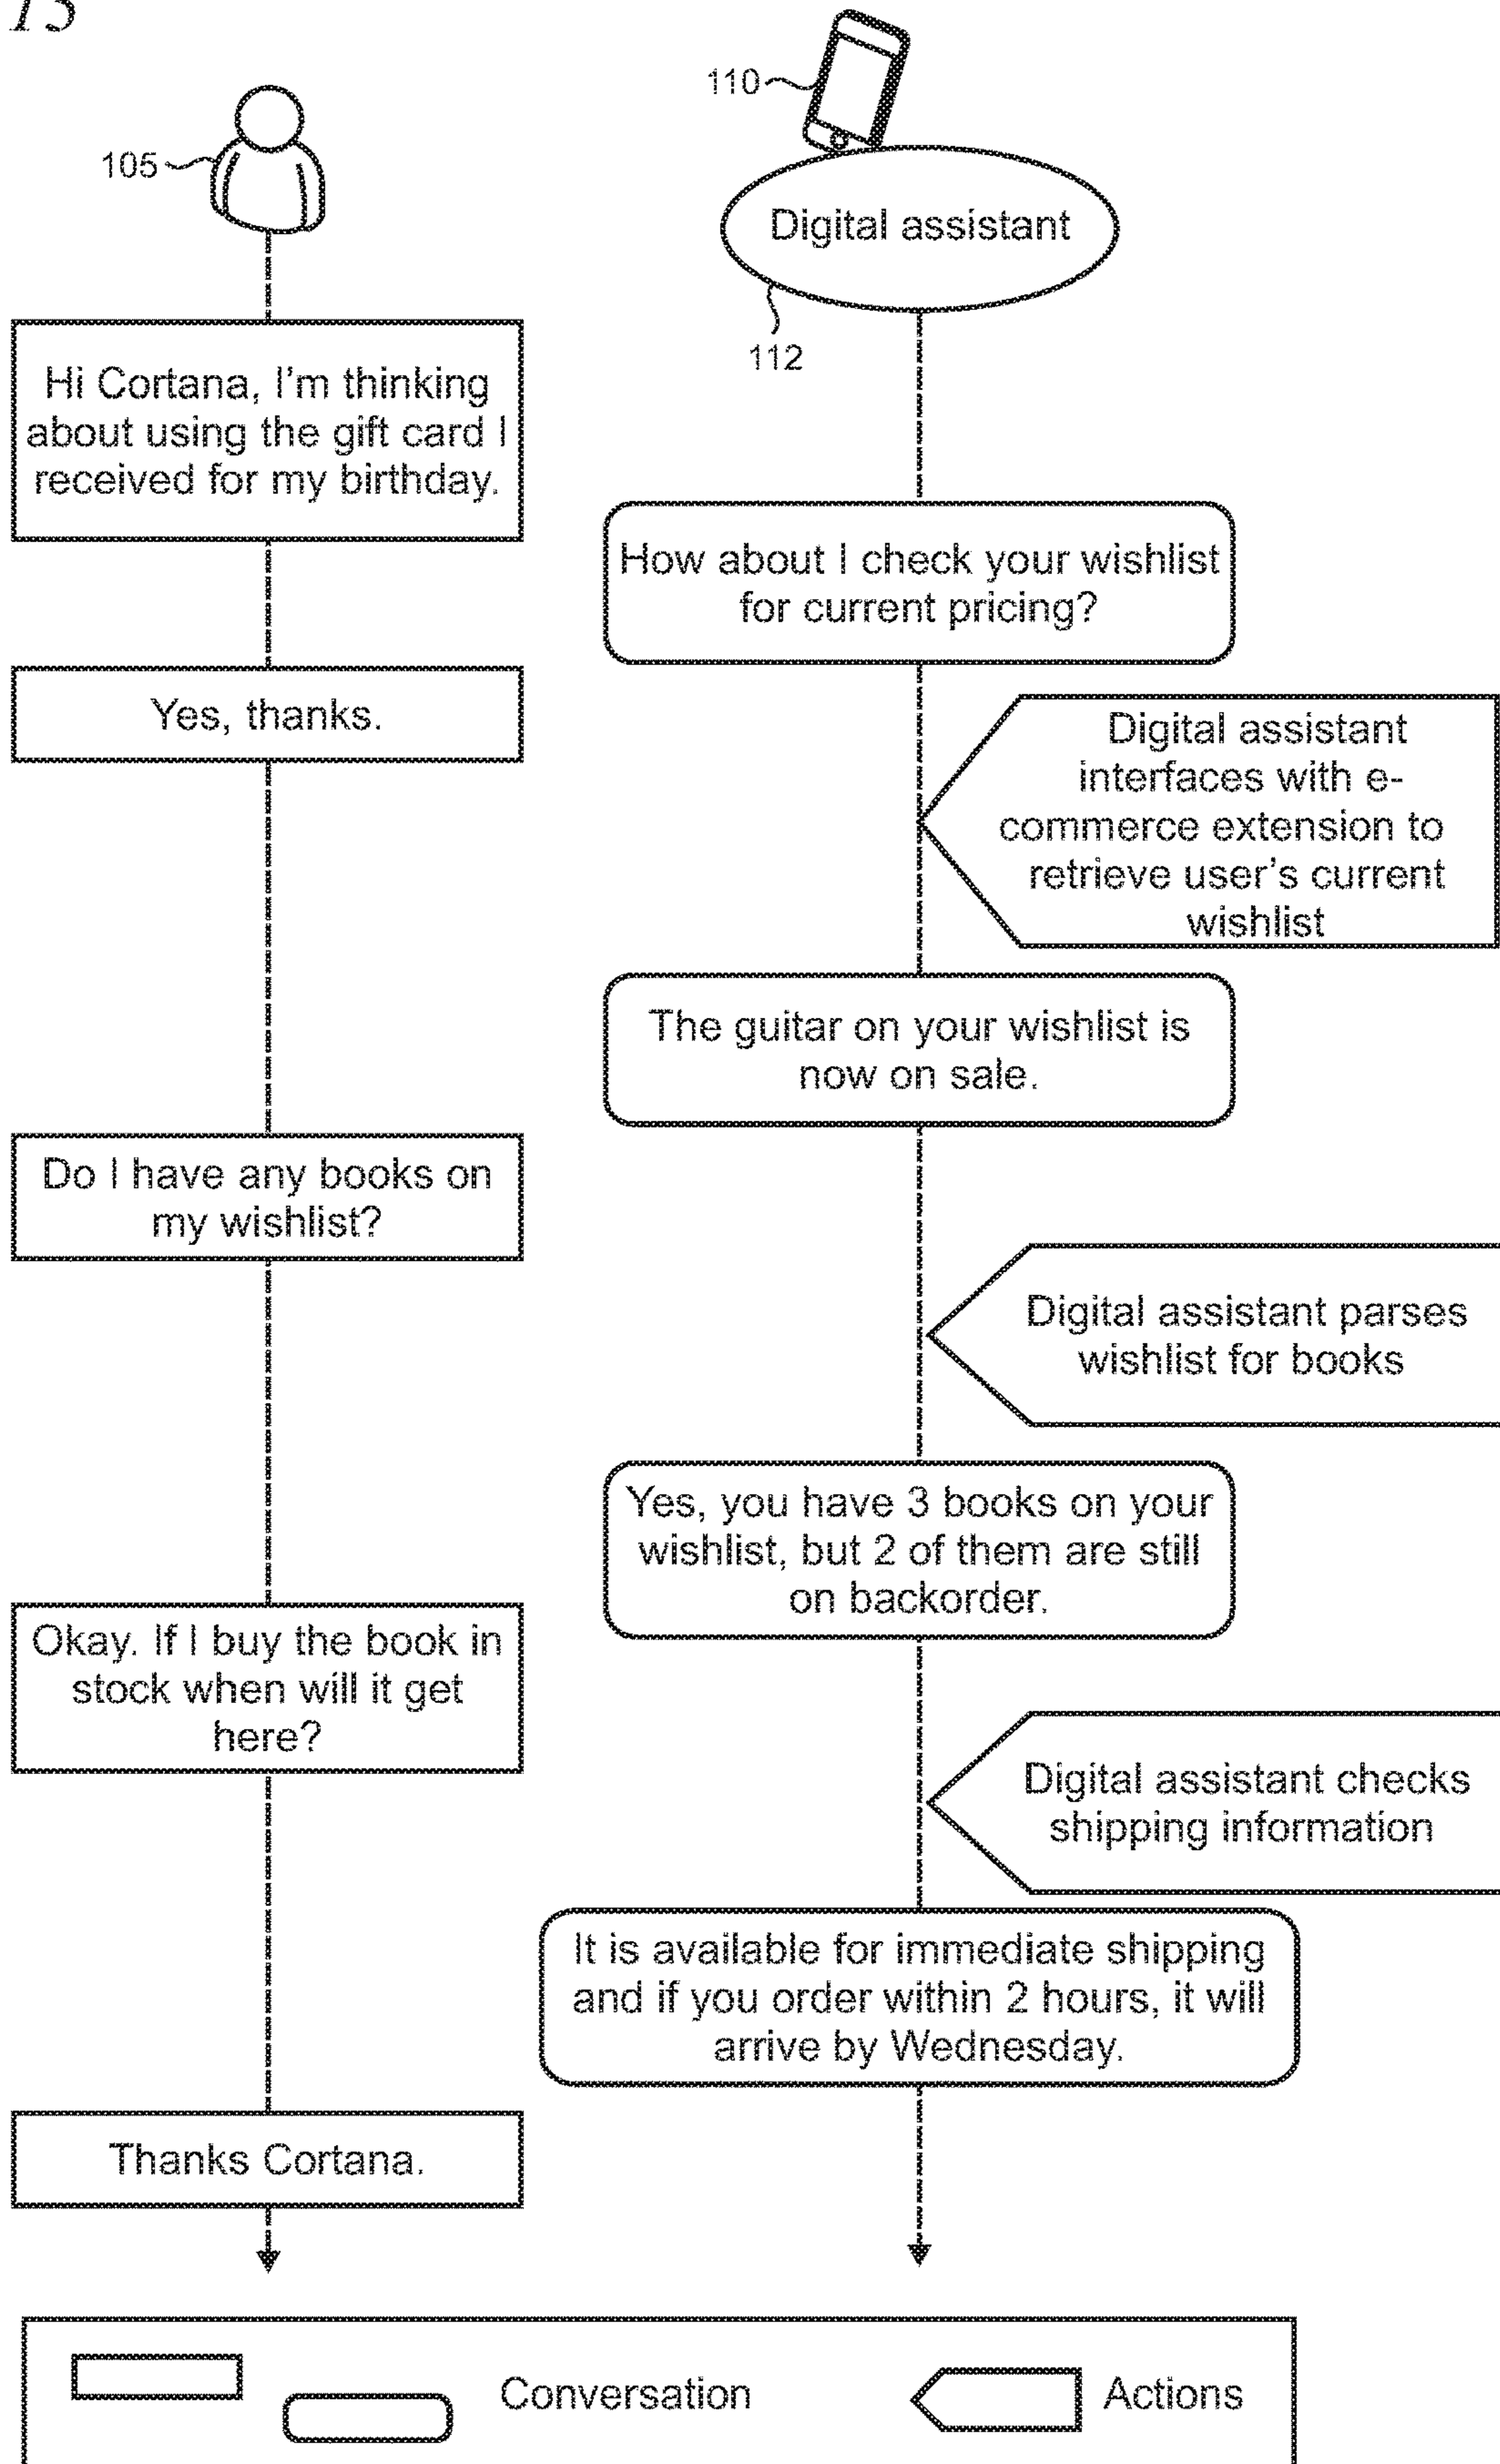 15
110
105
Digital assistant
112
Hi Cortana, I'm thinking
about using the gift card I
received for my birthday.
How about I check your wishlist
for current pricing?
Yes, thanks.
Digital assistant
interfaces with e-
commerce extension to
retrieve user's current
wishlist
The guitar on your wishlist is
now on sale.
Do I have any books on
my wishlist?
Digital assistant parses
wishlist for books
Yes, you have 3 books on your
wishlist, but 2 of them are still
on backorder.
Okay. If I buy the book in
stock when will it get
here?
Digital assistant checks
shipping information
It is available for immediate shipping
and if you order within 2 hours, it will
arrive by Wednesday.
Thanks Cortana.
Conversation
Actions